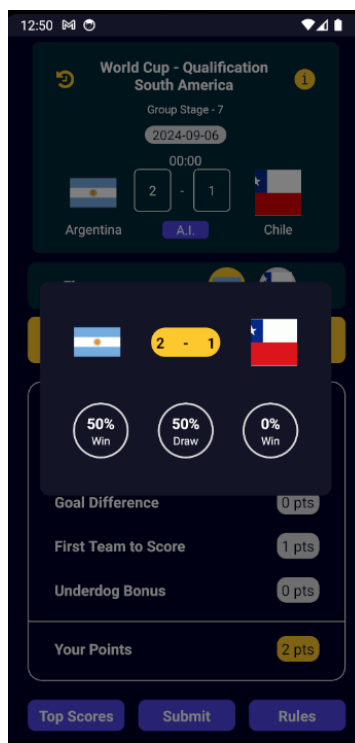 12:50
World Cup - Qualification
South America
Group Stage - 7
2024-09-06
00:00
2 - 1
Argentina A.I. Chile
2 - 1
50% 50% 0%
Win Draw Win
Goal Difference 0 pts
First Team to Score 1 pts
Underdog Bonus 0 pts
Your Points 2 pts
Top Scores Submit Rules